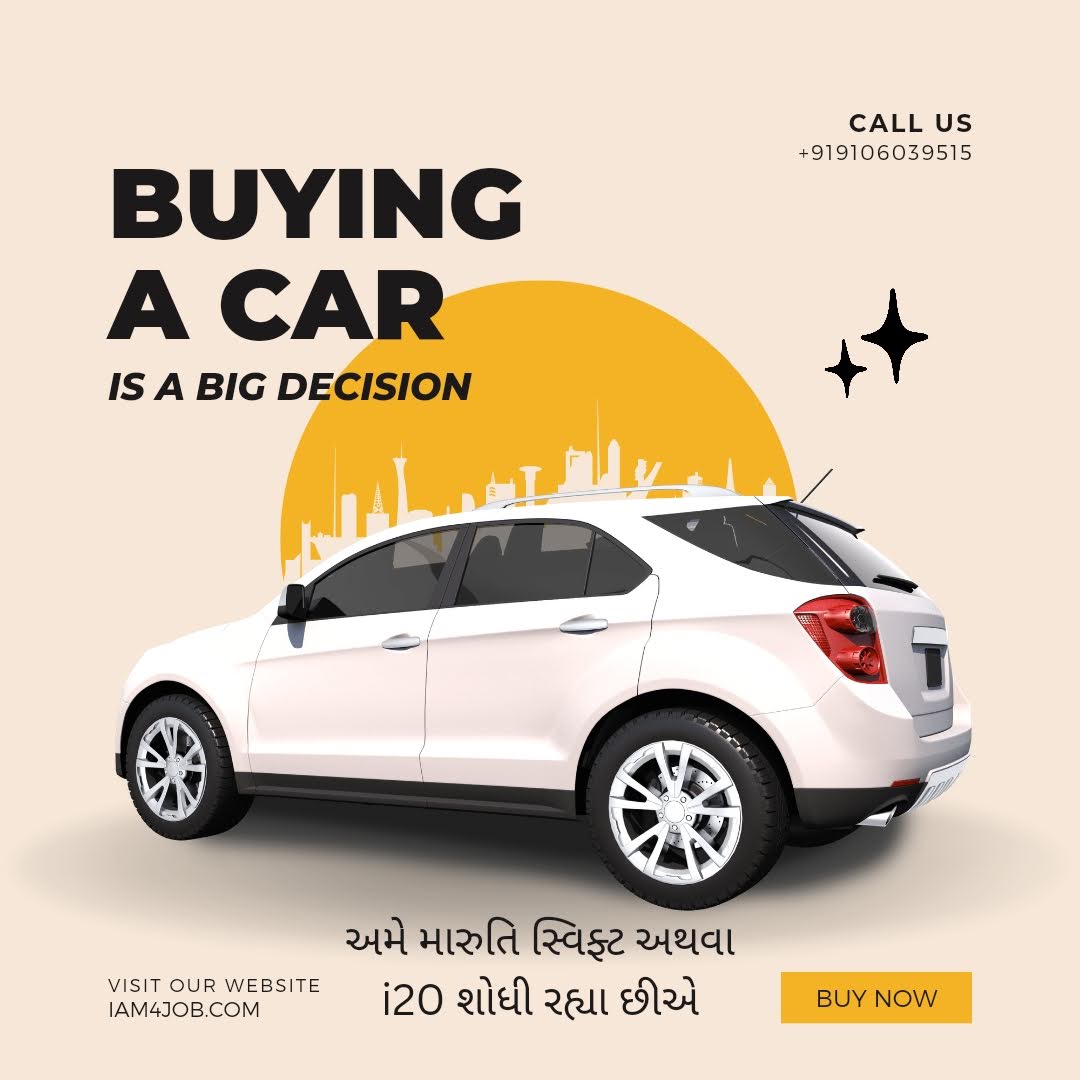 CALL US
+919106039515
BUYING
A CAR
IS A BIG DECISION
અમે મારુતિ સ્વિફ્ટ અથવા
i20 શોધી રહ્યા છીએ
VISIT OUR WEBSITE
IAM4JOB.COM
BUY NOW